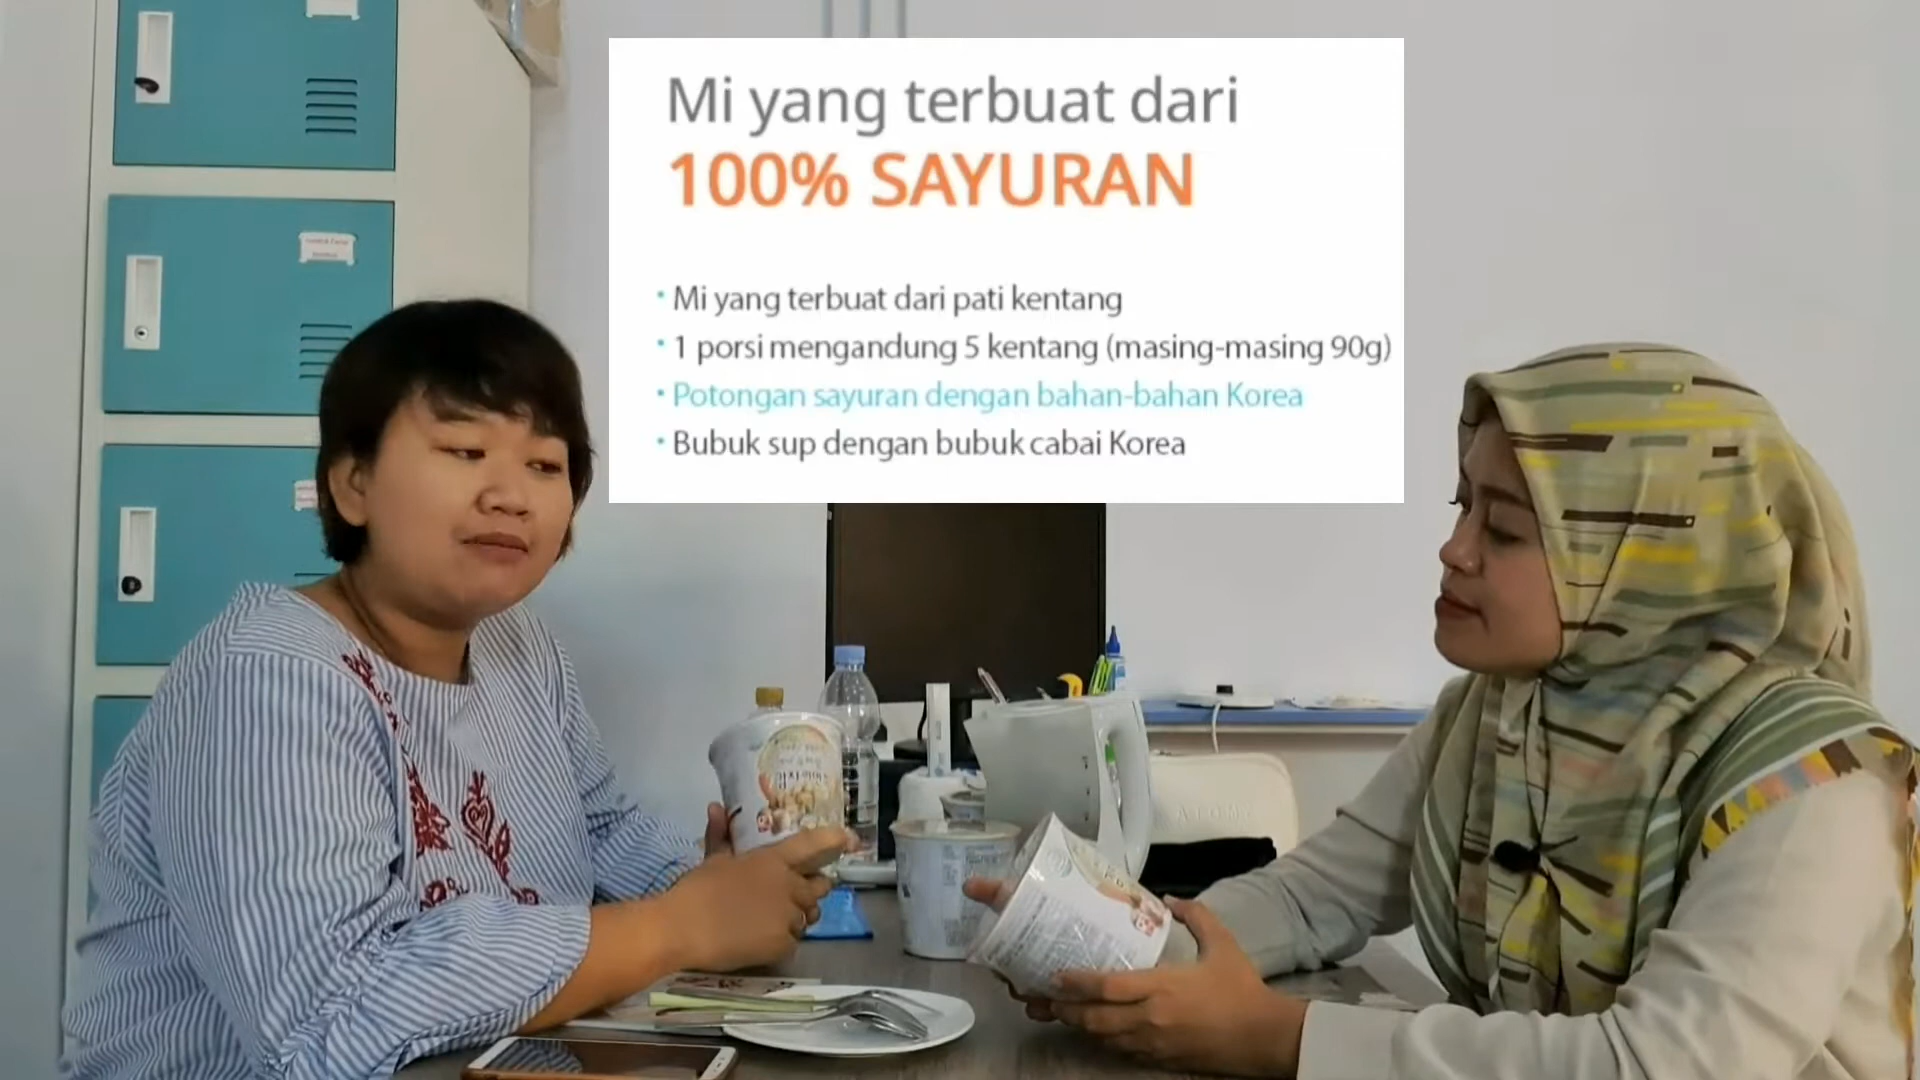 Mi yang terbuat dari
100% SAYURAN
• Mi yang terbuat dari pati kentang
• 1 porsi mengandung 5 kentang (masing-masing 90g)
• Potongan sayuran dengan bahan-bahan Korea
• Bubuk sup dengan bubuk cabai Korea